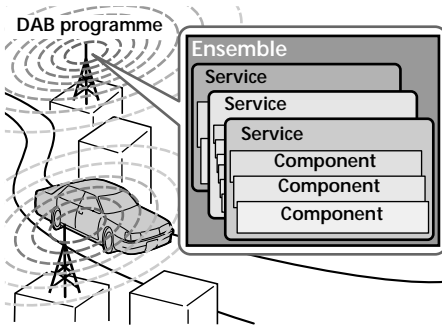 DAB programme
Ensemble
Service
Service
Service
Component
Component
Component